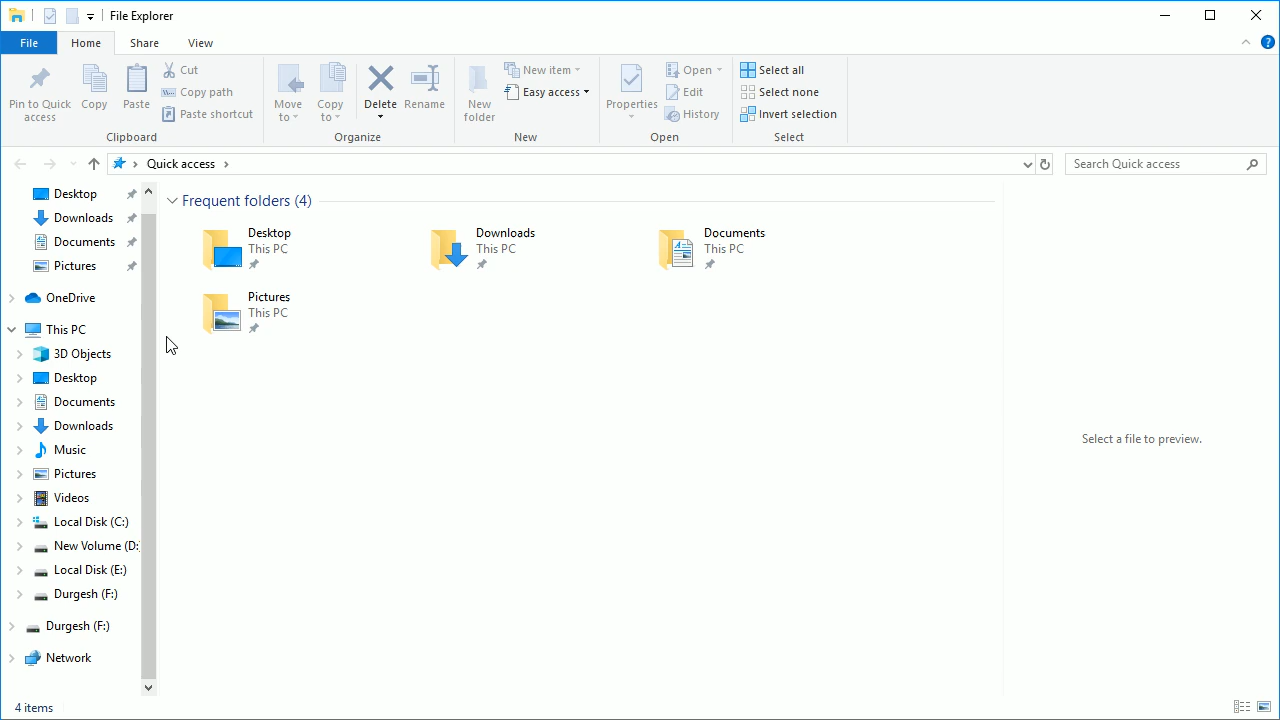 File Explorer
File
Home
Share
View
Pin to Quick access
Copy
Paste
Cut
Copy path
Paste shortcut
Clipboard
Move to
Copy to
Delete
Rename
Organize
New folder
New item
Easy access
New
Properties
Open
Edit
History
Open
Select all
Select none
Invert selection
Select
Quick access
Search Quick access
Desktop
Downloads
Documents
Pictures
OneDrive
This PC
3D Objects
Desktop
Documents
Downloads
Music
Pictures
Videos
Local Disk (C:)
New Volume (D:
Local Disk (E:)
Durgesh (F:)
Durgesh (F:)
Network
Frequent folders (4)
Desktop
This PC
Downloads
This PC
Documents
This PC
Pictures
This PC
Select a file to preview.
4 items